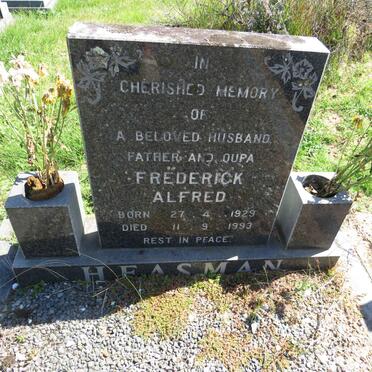 IN
CHERISHED MEMORY
OF
A BELOVED HUSBAND
FATHER AND OUPA
FREDERICK
ALFRED
BORN 27 4 1929
DIED 11 9 1993
REST IN PEACE
HEASMAN